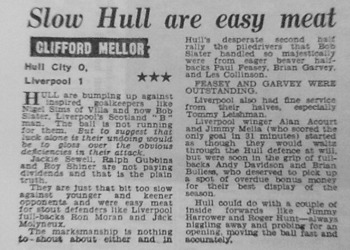 Slow Hull are easy meat
CLIFFORD MELLOR
Hull City 0,
Liverpool 1
★★★
HULL are bumping up against
inspired goalkeepers like
Nigel Sims of Villa and now Bob
Slater, Liverpool's Scotland "B"
man. The ball is not running
for them. But to suggest that
luck alone is their undoing would
be to gloss over the obvious
deficiencies in their attack.
Jackie Sewell, Ralph Gubbins
and Roy Shiner are not paying
dividends and that is the plain
truth.
They are just that bit too slow
against younger and keener
opponents and were easy meat
for stout defenders like Liverpool
full-backs Ron Moran and Jack
Molyneux.
The marksmanship is nothing
to shout about either and in
Hull's desperate second half
rally the piledrivers that Bob
Slater handled so majestically
were from eager beaver half-
backs Paul Feasey, Brian Garvey,
and Les Collinson.
FEASEY AND GARVEY WERE
OUTSTANDING.
Liverpool also had fine service
from their halves, especially
Tommy Leishman.
Liverpool winger Alan Acourt
and Jimmy Melia (who scored the
only goal in 31 minutes) started
as though they would waltz
through the Hull defence at will,
but were soon in the grip of full-
backs Andy Davidson and Brian
Bulless, who deserved to pick up
a spot of overdue bonus money
for their best display of the
season.
Hull could do with a couple of
inside forwards like Jimmy
Harrower and Roger Hunt—always
niggling away and probing for an
opening, moving the ball fast and
accurately.